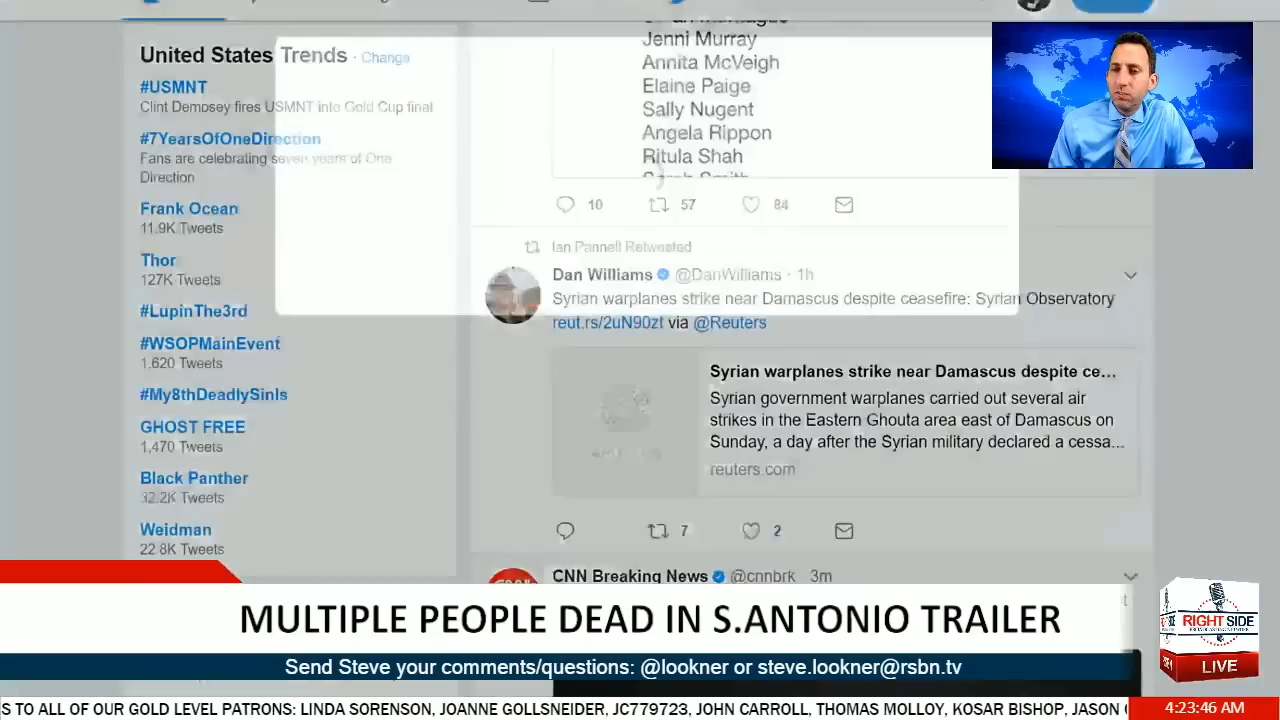 United States Trends · Change
#USMNT
Clint Dempsey fires USMNT into Gold Cup final
#7YearsOfOneDirection
Fans are celebrating seven years of One
Direction
Frank Ocean
11.9K Tweets
Thor
127K Tweets
#LupinThe3rd
#WSOPMainEvent
1,620 Tweets
#My8thDeadlySinIs
GHOST FREE
1,470 Tweets
Black Panther
32.2K Tweets
Weidman
22.8K Tweets
Jenni Murray
Annita McVeigh
Elaine Paige
Sally Nugent
Angela Rippon
Ritula Shah
Sarah Smith
10 57 84
Ian Pannell Retweeted
Dan Williams @DanWilliams · 1h
Syrian warplanes strike near Damascus despite ceasefire: Syrian Observatory
reut.rs/2uN90zf via @Reuters
Syrian warplanes strike near Damascus despite ce...
Syrian government warplanes carried out several air
strikes in the Eastern Ghouta area east of Damascus on
Sunday, a day after the Syrian military declared a cessa...
reuters.com
7 2
CNN Breaking News @cnnbrk 3m
MULTIPLE PEOPLE DEAD IN S.ANTONIO TRAILER
Send Steve your comments/questions: @lookner or steve.lookner@rsbn.tv
RIGHT SIDE
BROADCASTING NETWORK
LIVE
S TO ALL OF OUR GOLD LEVEL PATRONS: LINDA SORENSON, JOANNE GOLLSNEIDER, JC779723, JOHN CARROLL, THOMAS MOLLOY, KOSAR BISHOP, JASON
4:23:46 AM